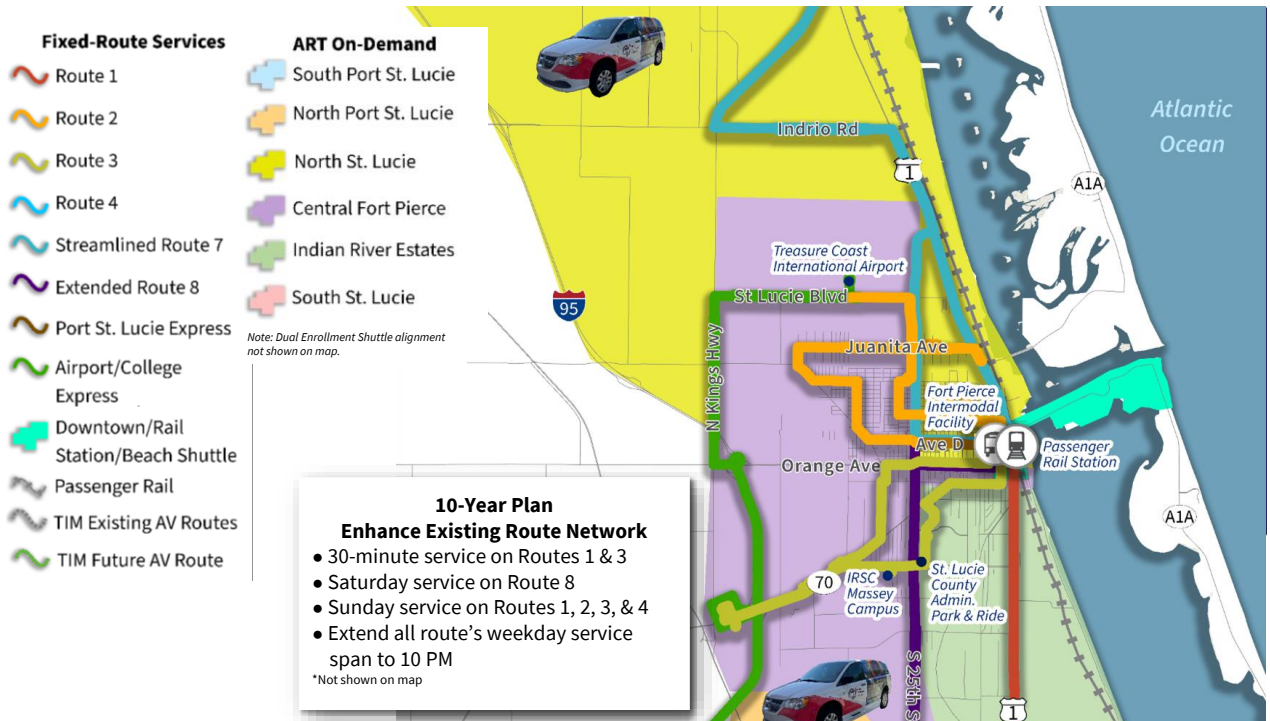 Fixed-Route Services
Route 1
Route 2
Route 3
Route 4
Streamlined Route 7
Extended Route 8
Port St. Lucie Express
Airport/College
Express
Downtown/Rail
Station/Beach Shuttle
Passenger Rail
TIM Existing AV Routes
TIM Future AV Route
ART On-Demand
South Port St. Lucie
North Port St. Lucie
North St. Lucie
Central Fort Pierce
Indian River Estates
South St. Lucie
Note: Dual Enrollment Shuttle alignment
not shown on map.
Atlantic
Ocean
Indrio Rd
1
A1A
Treasure Coast
International Airport
St Lucie Blvd
95
N Kings Hwy
Juanita Ave
Fort Pierce
Intermodal
Facility
Ave D
Passenger
Rail Station
Orange Ave
A1A
70
IRSC
Massey
Campus
St. Lucie
County
Admin.
Park & Ride
S 25th S
1
10-Year Plan
Enhance Existing Route Network
● 30-minute service on Routes 1 & 3
● Saturday service on Route 8
● Sunday service on Routes 1, 2, 3, & 4
● Extend all route's weekday service
span to 10 PM
*Not shown on map